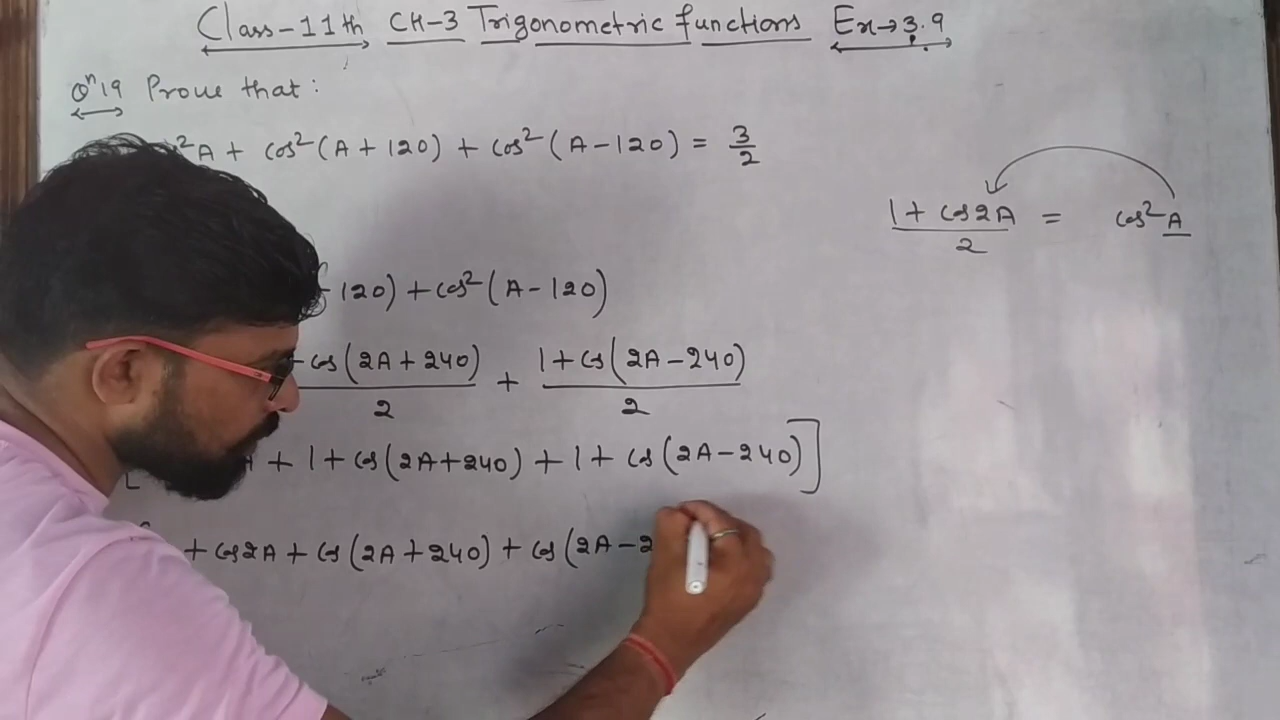 Class-11th CH-3 Trigonometric functions Ex→3.9
Qⁿ19 Prove that:
²A + cos²(A+120) + cos²(A-120) = 3/2
(1+cos2A)/2 = cos²A
120) + cos²(A-120)
cos(2A+240)/2 + (1+cos(2A-240))/2
+ 1+cos(2A+240) + 1+ cos(2A-240)]
+cos2A + cos(2A+240) + cos(2A-2